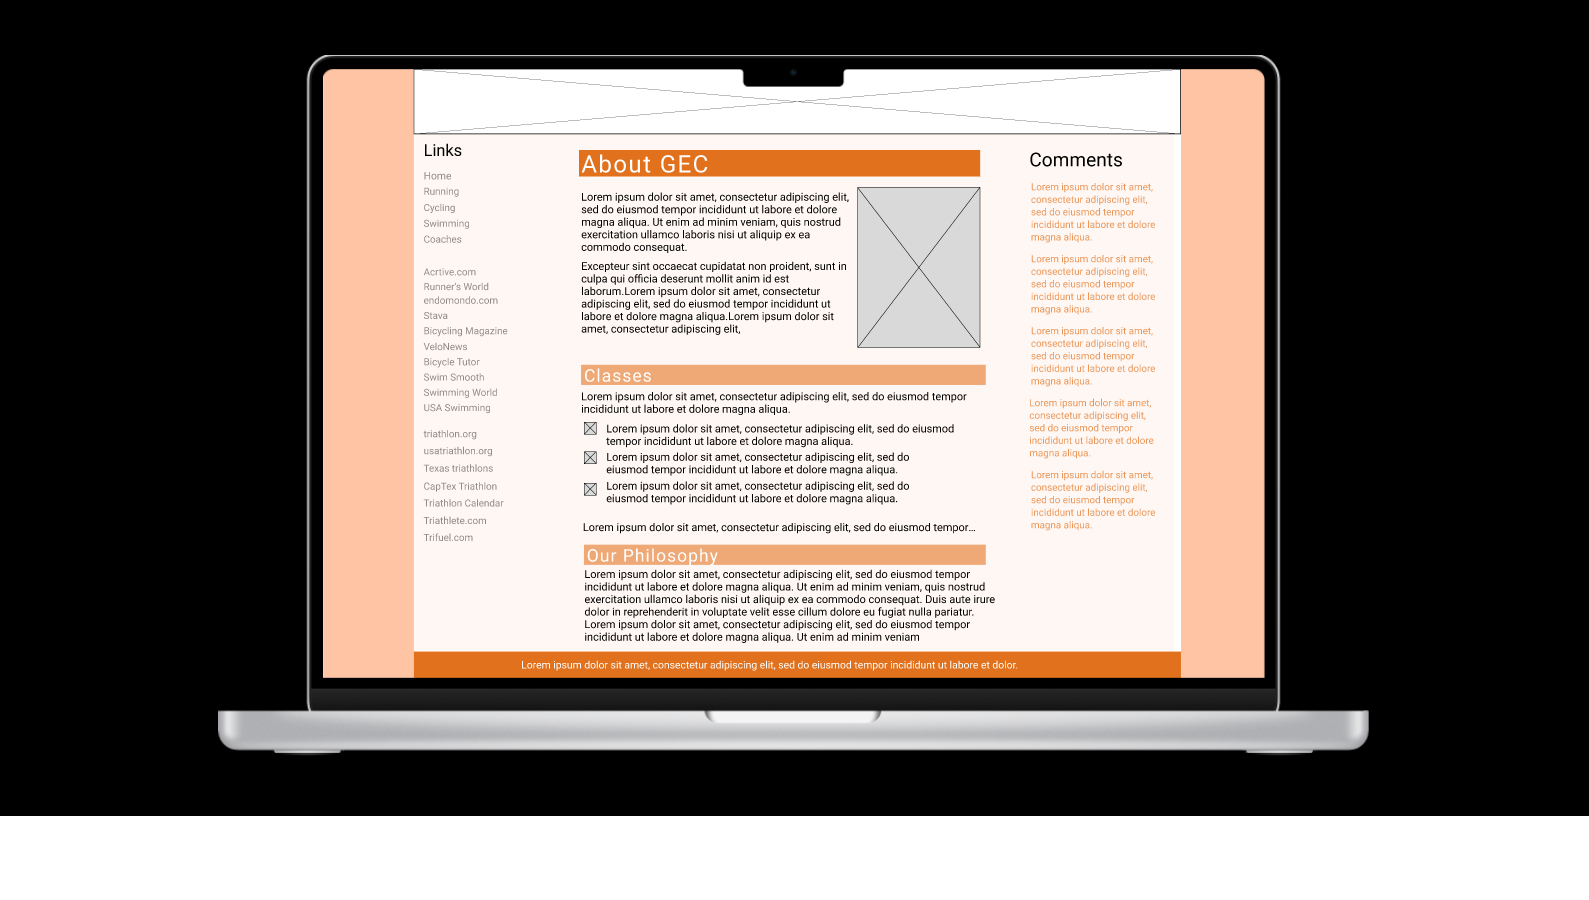 Links
Home
Running
Cycling
Swimming
Coaches
Acrtive.com
Runner's World
endomondo.com
Stava
Bicycling Magazine
VeloNews
Bicycle Tutor
Swim Smooth
Swimming World
USA Swimming
triathlon.org
usatriathlon.org
Texas triathlons
CapTex Triathlon
Triathlon Calendar
Triathlete.com
Trifuel.com
About GEC
Lorem ipsum dolor sit amet, consectetur adipiscing elit,
sed do eiusmod tempor incididunt ut labore et dolore
magna aliqua. Ut enim ad minim veniam, quis nostrud
exercitation ullamco laboris nisi ut aliquip ex ea
commodo consequat.
Excepteur sint occaecat cupidatat non proident, sunt in
culpa qui officia deserunt mollit anim id est
laborum.Lorem ipsum dolor sit amet, consectetur
adipiscing elit, sed do eiusmod tempor incididunt ut
labore et dolore magna aliqua.Lorem ipsum dolor sit
amet, consectetur adipiscing elit,
Classes
Lorem ipsum dolor sit amet, consectetur adipiscing elit, sed do eiusmod tempor
incididunt ut labore et dolore magna aliqua.
Lorem ipsum dolor sit amet, consectetur adipiscing elit, sed do eiusmod
tempor incididunt ut labore et dolore magna aliqua.
Lorem ipsum dolor sit amet, consectetur adipiscing elit, sed do
eiusmod tempor incididunt ut labore et dolore magna aliqua.
Lorem ipsum dolor sit amet, consectetur adipiscing elit, sed do
eiusmod tempor incididunt ut labore et dolore magna aliqua.
Lorem ipsum dolor sit amet, consectetur adipiscing elit, sed do eiusmod tempor...
Our Philosophy
Lorem ipsum dolor sit amet, consectetur adipiscing elit, sed do eiusmod tempor
incididunt ut labore et dolore magna aliqua. Ut enim ad minim veniam, quis nostrud
exercitation ullamco laboris nisi ut aliquip ex ea commodo consequat. Duis aute irure
dolor in reprehenderit in voluptate velit esse cillum dolore eu fugiat nulla pariatur.
Lorem ipsum dolor sit amet, consectetur adipiscing elit, sed do eiusmod tempor
incididunt ut labore et dolore magna aliqua. Ut enim ad minim veniam
Comments
Lorem ipsum dolor sit amet,
consectetur adipiscing elit,
sed do eiusmod tempor
incididunt ut labore et dolore
magna aliqua.
Lorem ipsum dolor sit amet,
consectetur adipiscing elit,
sed do eiusmod tempor
incididunt ut labore et dolore
magna aliqua.
Lorem ipsum dolor sit amet,
consectetur adipiscing elit,
sed do eiusmod tempor
incididunt ut labore et dolore
magna aliqua.
Lorem ipsum dolor sit amet,
consectetur adipiscing elit,
sed do eiusmod tempor
incididunt ut labore et dolore
magna aliqua.
Lorem ipsum dolor sit amet,
consectetur adipiscing elit,
sed do eiusmod tempor
incididunt ut labore et dolore
magna aliqua.
Lorem ipsum dolor sit amet, consectetur adipiscing elit, sed do eiusmod tempor incididunt ut labore et dolor.